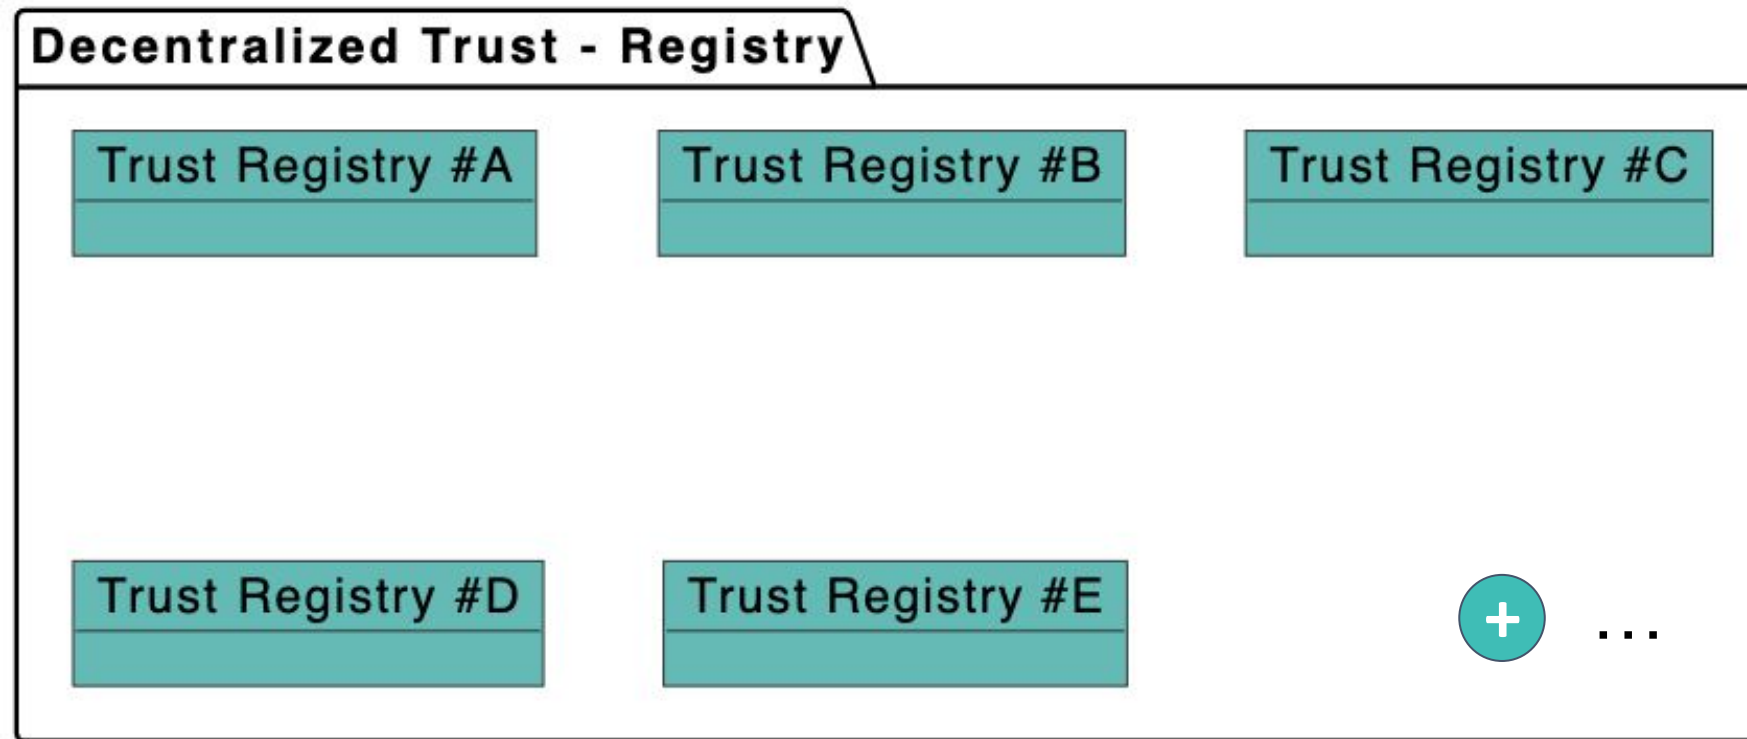 Decentralized Trust - Registry
Trust Registry #A
Trust Registry #B
Trust Registry #C
Trust Registry #D
Trust Registry #E
+ ...